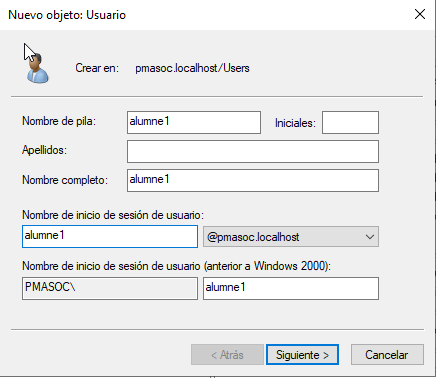 Nuevo objeto: Usuario
Crear en: pmasoc.localhost/Users
Nombre de pila: alumne1 Iniciales:
Apellidos:
Nombre completo: alumne1
Nombre de inicio de sesión de usuario:
alumne1 @pmasoc.localhost
Nombre de inicio de sesión de usuario (anterior a Windows 2000):
PMASOC\ alumne1
< Atrás Siguiente > Cancelar